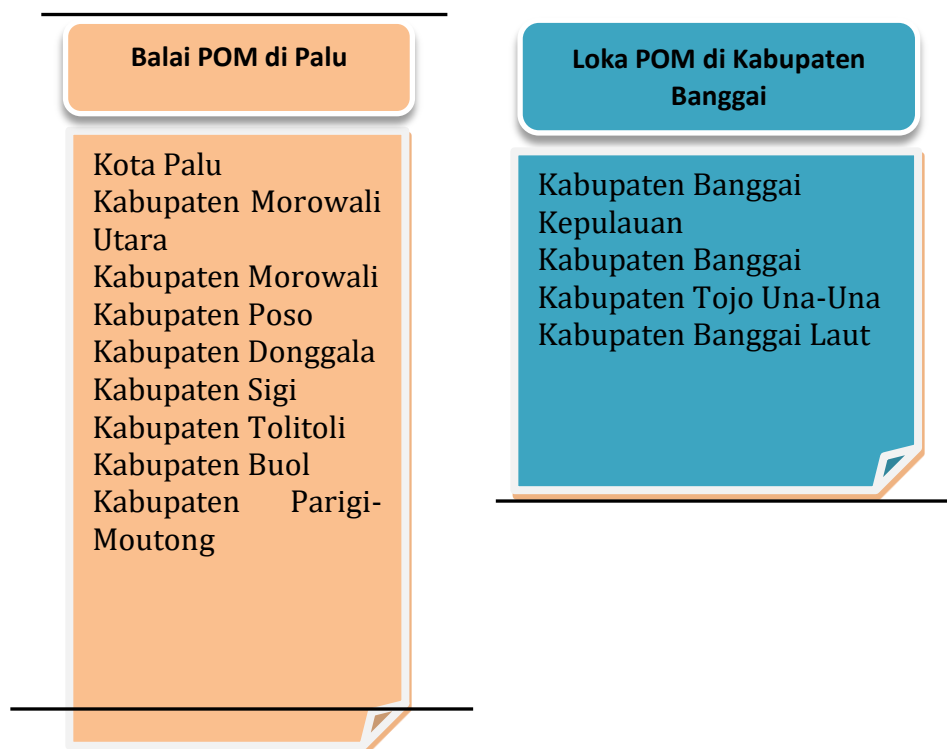 Balai POM di Palu
Kota Palu
Kabupaten Morowali
Utara
Kabupaten Morowali
Kabupaten Poso
Kabupaten Donggala
Kabupaten Sigi
Kabupaten Tolitoli
Kabupaten Buol
Kabupaten Parigi-
Moutong
Loka POM di Kabupaten
Banggai
Kabupaten Banggai
Kepulauan
Kabupaten Banggai
Kabupaten Tojo Una-Una
Kabupaten Banggai Laut